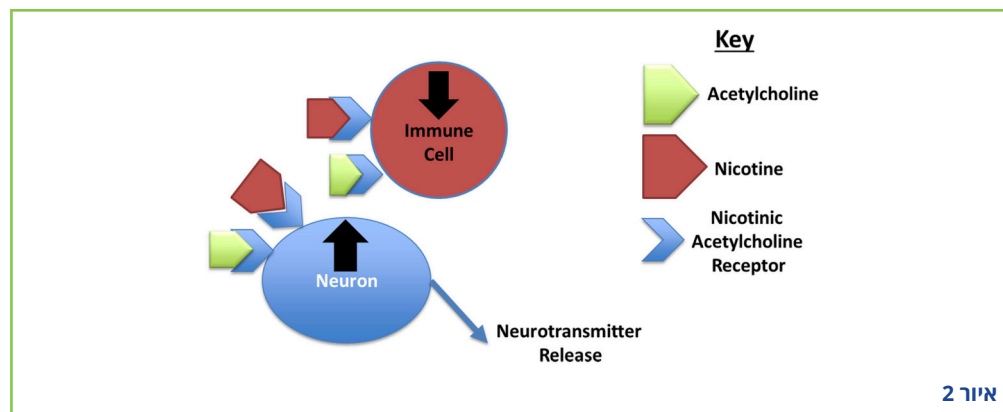 Key
Acetylcholine
Nicotine
Nicotinic
Acetylcholine
Receptor
Immune
Cell
Neuron
Neurotransmitter
Release
איור 2